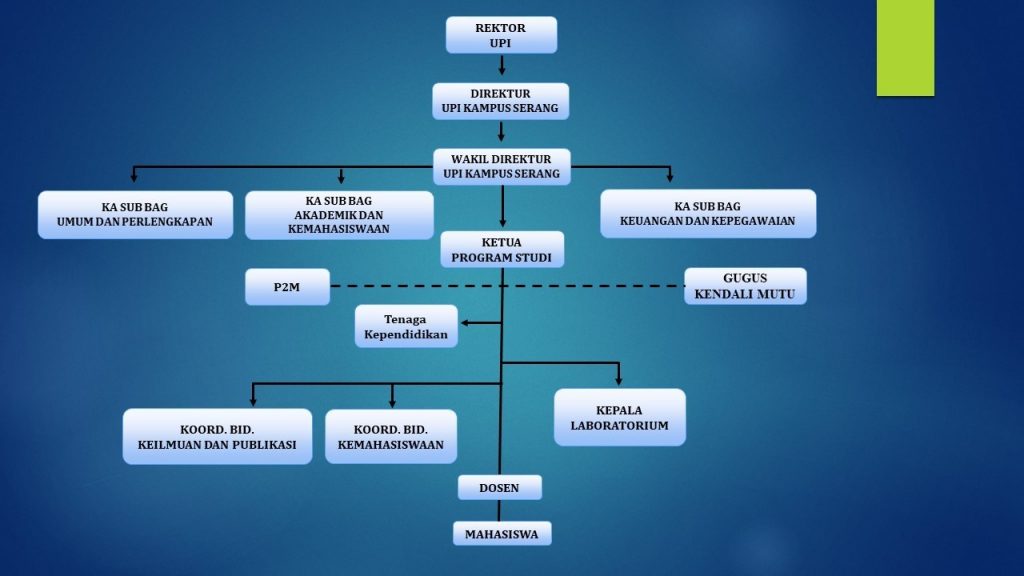 REKTOR
UPI
DIREKTUR
UPI KAMPUS SERANG
WAKIL DIREKTUR
UPI KAMPUS SERANG
KA SUB BAG
UMUM DAN PERLENGKAPAN
KA SUB BAG
AKADEMIK DAN
KEMAHASISWAAN
KA SUB BAG
KEUANGAN DAN KEPEGAWAIAN
KETUA
PROGRAM STUDI
P2M
GUGUS
KENDALI MUTU
Tenaga
Kependidikan
KOORD. BID.
KEILMUAN DAN PUBLIKASI
KOORD. BID.
KEMAHASISWAAN
KEPALA
LABORATORIUM
DOSEN
MAHASISWA